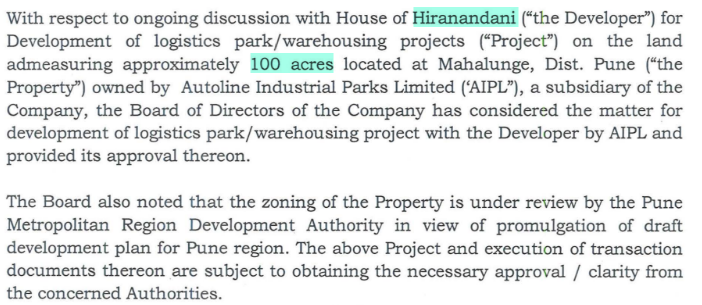 With respect to ongoing discussion with House of Hiranandani (“the Developer”) for
Development of logistics park/warehousing projects (“Project”) on the land
admeasuring approximately 100 acres located at Mahalunge, Dist. Pune (“the
Property”) owned by Autoline Industrial Parks Limited (‘AIPL”), a subsidiary of the
Company, the Board of Directors of the Company has considered the matter for
development of logistics park/warehousing project with the Developer by AIPL and
provided its approval thereon.
The Board also noted that the zoning of the Property is under review by the Pune
Metropolitan Region Development Authority in view of promulgation of draft
development plan for Pune region. The above Project and execution of transaction
documents thereon are subject to obtaining the necessary approval / clarity from
the concerned Authorities.